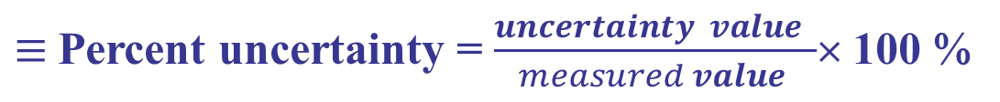 ≡ Percent uncertainty = uncertainty value / measured value × 100 %